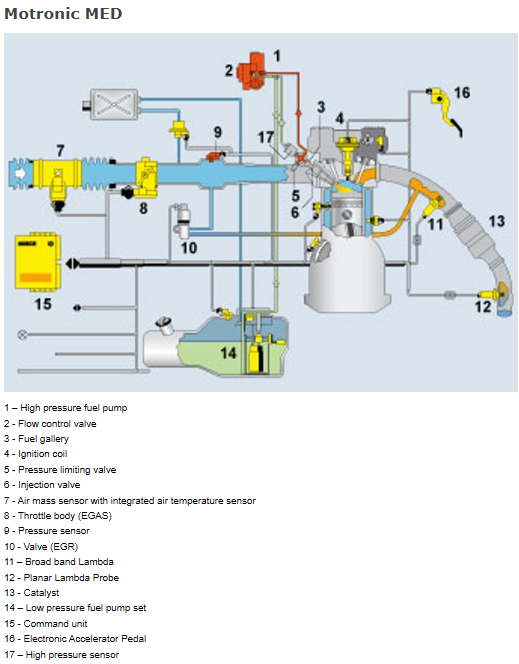 Motronic MED
1
2
3
4
16
17
9
7
5
6
8
10
11
13
BOSCH
15
12
14
1 – High pressure fuel pump
2 - Flow control valve
3 - Fuel gallery
4 - Ignition coil
5 - Pressure limiting valve
6 - Injection valve
7 - Air mass sensor with integrated air temperature sensor
8 - Throttle body (EGAS)
9 - Pressure sensor
10 - Valve (EGR)
11 – Broad band Lambda
12 - Planar Lambda Probe
13 - Catalyst
14 – Low pressure fuel pump set
15 - Command unit
16 - Electronic Accelerator Pedal
17 – High pressure sensor